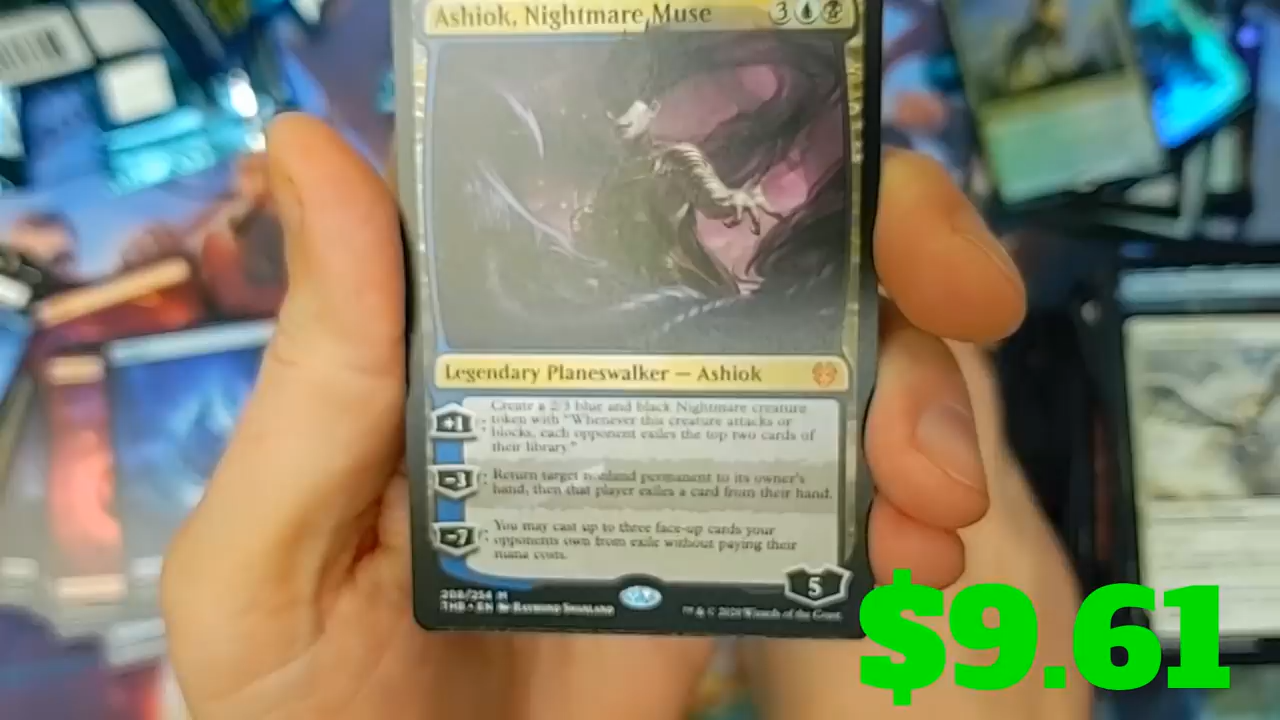 Ashiok, Nightmare Muse 3
Legendary Planeswalker — Ashiok
+1 : Create a 2/3 blue and black Nightmare creature
token with "Whenever this creature attacks or
blocks, each opponent exiles the top two cards of
their library."
-3 : Return target nonland permanent to its owner's
hand, then that player exiles a card from their hand.
-7 : You may cast up to three face-up cards your
opponents own from exile without paying their
mana costs.
5
208/254 M
THB • EN Raymond Swanland
™ & © 2020 Wizards of the Coast
$9.61